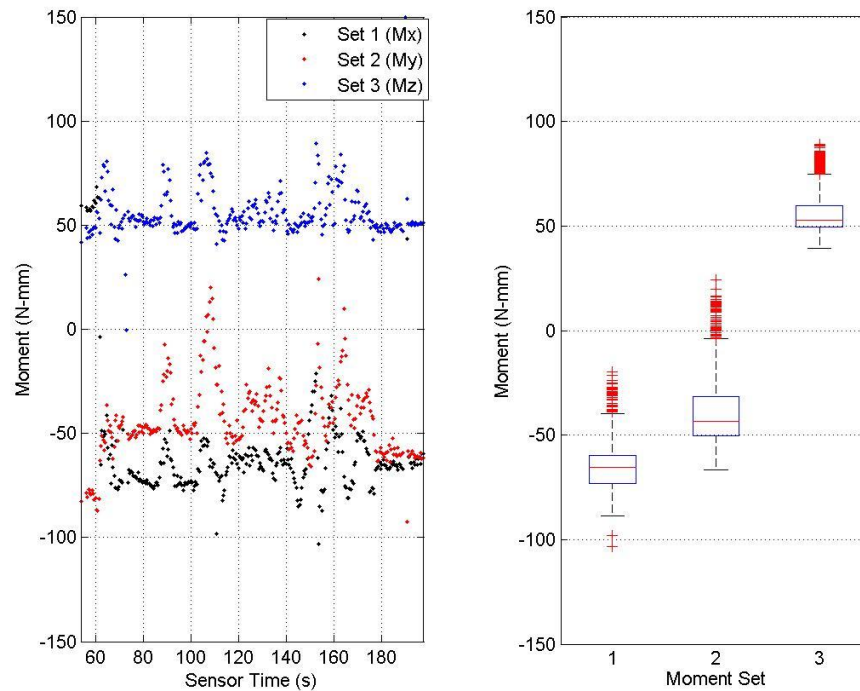 150
100
50
0
-50
-100
-150
Moment (N-mm)
60 80 100 120 140 160 180
Sensor Time (s)
Set 1 (Mx)
Set 2 (My)
Set 3 (Mz)
150
100
50
0
-50
-100
-150
Moment (N-mm)
1 2 3
Moment Set